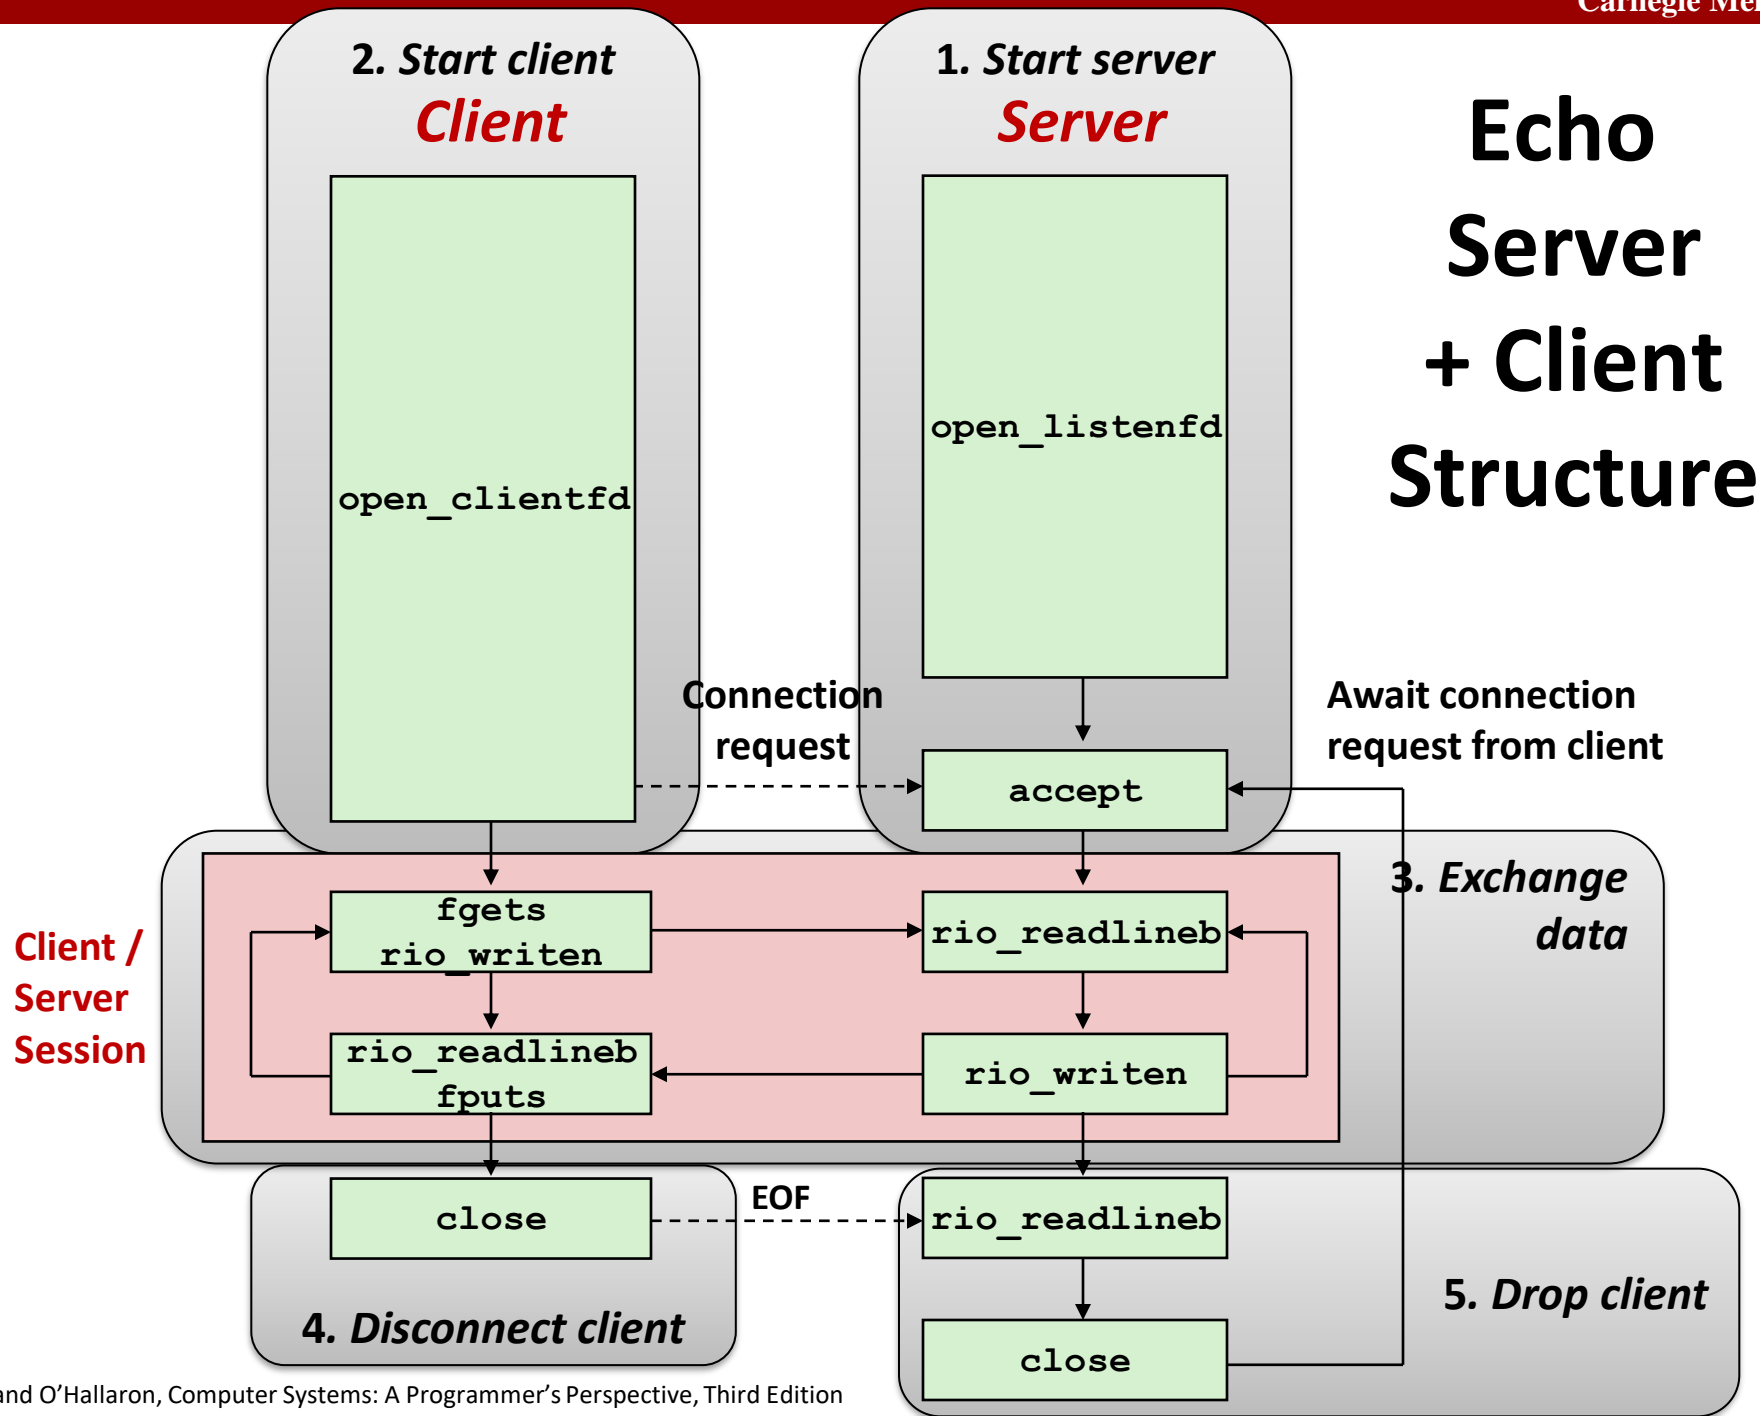 Carnegie
2. Start client
Client
1. Start server
Server
Echo
Server
+ Client
Structure
open_clientfd
open_listenfd
Connection
request
Await connection
request from client
accept
3. Exchange
data
Client /
Server
Session
fgets
rio_writen
rio_readlineb
rio_readlineb
fputs
rio_writen
close
EOF
rio_readlineb
4. Disconnect client
5. Drop client
close
and O'Hallaron, Computer Systems: A Programmer's Perspective, Third Edition